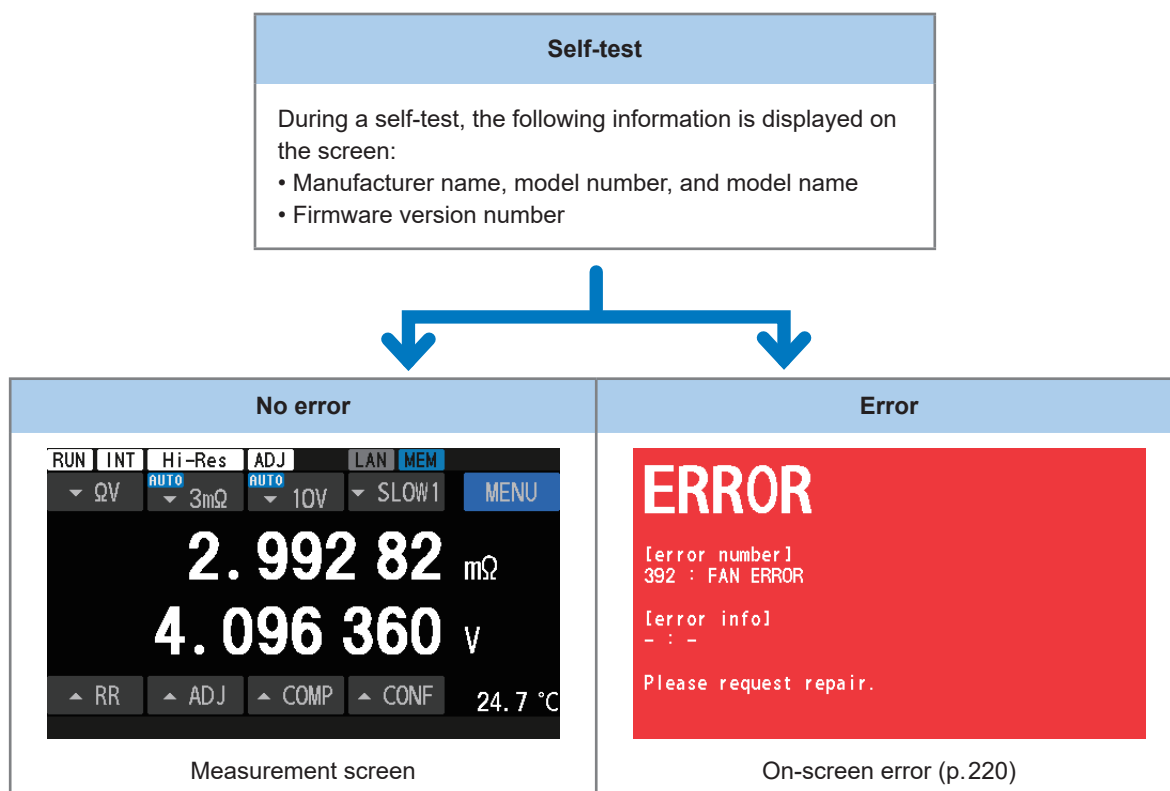 Self-test
During a self-test, the following information is displayed on
the screen:
• Manufacturer name, model number, and model name
• Firmware version number
No error
Error
RUN INT Hi-Res ADJ LAN MEM
ΩV AUTO 3mΩ AUTO 10V SLOW1 MENU
2.992 82 mΩ
4.096 360 V
RR ADJ COMP CONF 24.7 °C
Measurement screen
ERROR
[error number]
392 : FAN ERROR
[error info]
- : -
Please request repair.
On-screen error (p.220)